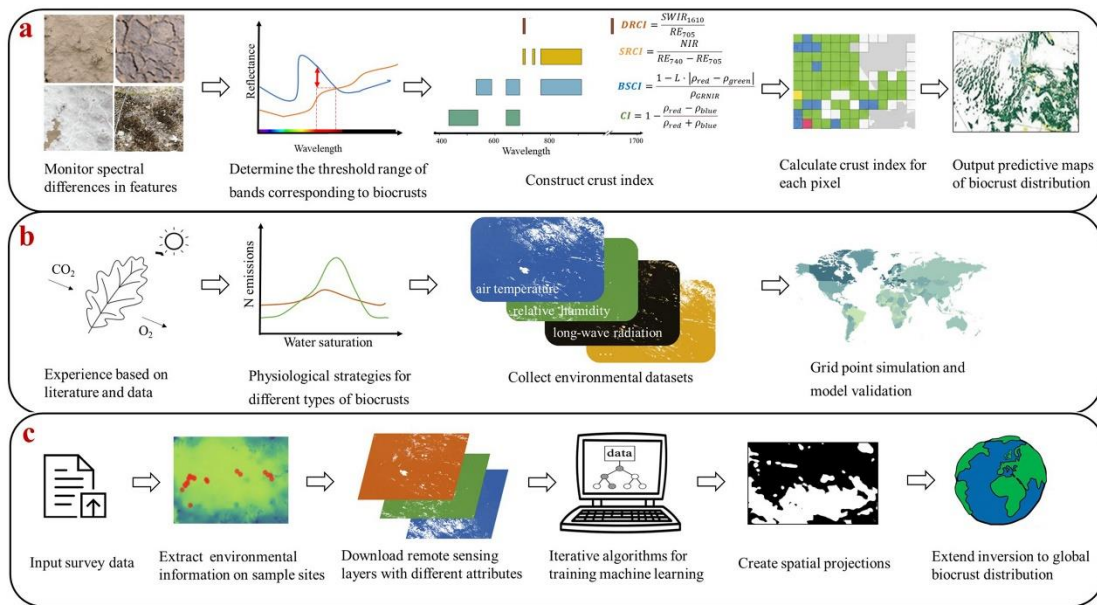 a
Reflectance
Wavelength
DRCI = SWIR₁₆₁₀ / RE₇₀₅
SRCI = NIR / (RE₇₄₀ − RE₇₀₅)
BSCI = (1 − L · |ρred − ρgreen|) / ρGRNIR
CI = 1 − (ρred − ρblue) / (ρred + ρblue)
400 600 Wavelength 1700
Monitor spectral
differences in features
Determine the threshold range of
bands corresponding to biocrusts
Construct crust index
Calculate crust index for
each pixel
Output predictive maps
of biocrust distribution
b
CO₂
O₂
N emissions
Water saturation
air temperature
relative humidity
long-wave radiation
Experience based on
literature and data
Physiological strategies for
different types of biocrusts
Collect environmental datasets
Grid point simulation and
model validation
c
data
Input survey data
Extract environmental
information on sample sites
Download remote sensing
layers with different attributes
Iterative algorithms for
training machine learning
Create spatial projections
Extend inversion to global
biocrust distribution